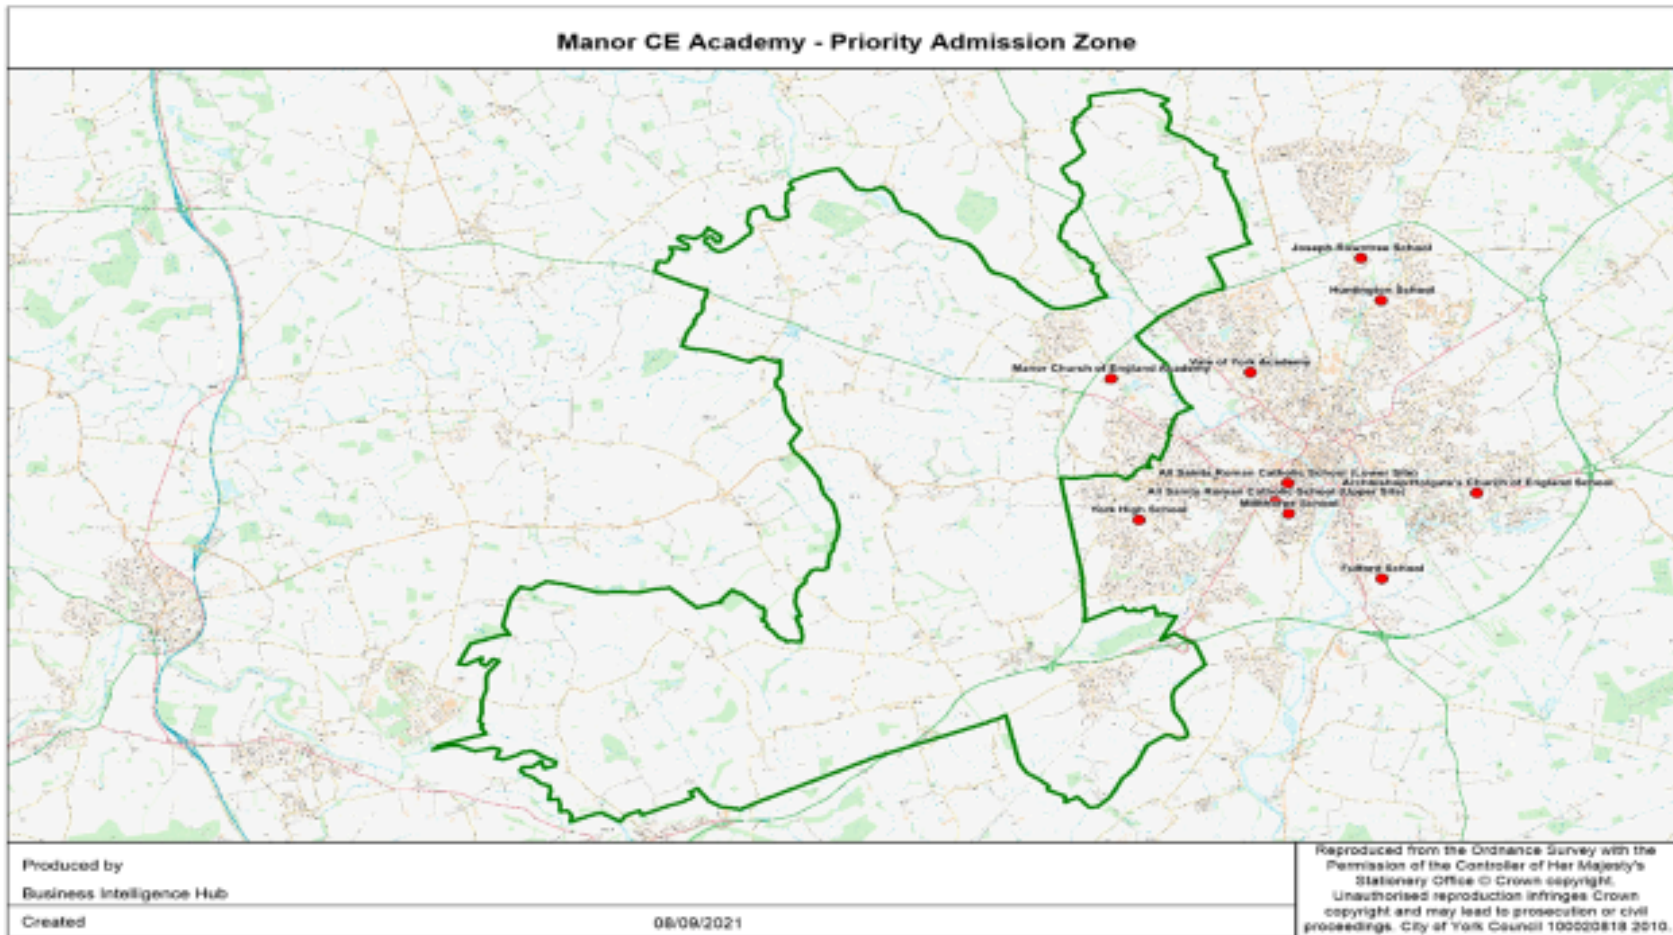 Manor CE Academy - Priority Admission Zone
Joseph Rowntree School
Huntington School
Vale of York Academy
Manor Church of England Academy
All Saints Roman Catholic School (Lower Site)
Archbishop Holgate's Church of England School
All Saints Roman Catholic School (Upper Site)
Millthorpe School
York High School
Fulford School
Produced by
Business Intelligence Hub
Created
08/09/2021
Reproduced from the Ordnance Survey with the
Permission of the Controller of Her Majesty's
Stationery Office © Crown copyright.
Unauthorised reproduction infringes Crown
copyright and may lead to prosecution or civil
proceedings. City of York Council 100020818 2010.